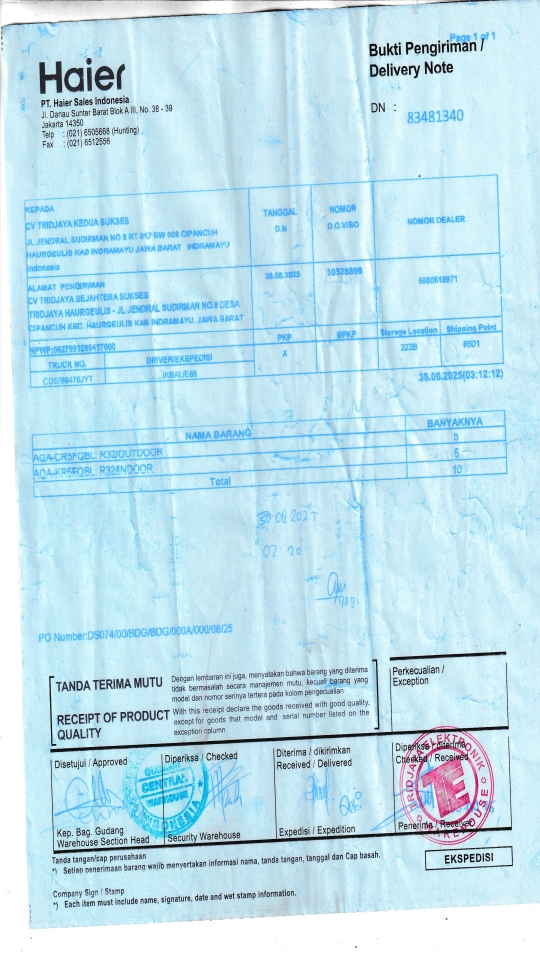 Page 1 of 1
Haier
Bukti Pengiriman /
Delivery Note
PT. Haier Sales Indonesia
Jl. Danau Sunter Barat Blok A III, No. 38 - 39
Jakarta 14350
Telp : (021) 6505668 (Hunting)
Fax : (021) 6512556
DN : 83481340
KEPADA
CV TRIDJAYA KEDUA SUKSES
JL JENDRAL SUDIRMAN NO 8 RT 017 RW 005 CIPANCUH
HAURGEULIS KAB INDRAMAYU JAWA BARAT INDRAMAYU
Indonesia
TANGGAL
D.N
NOMOR
D.O.V/SO
NOMOR DEALER
ALAMAT PENGIRIMAN
CV TRIDJAYA SEJAHTERA SUKSES
TRIDJAYA HAURGEULIS - JL JENDRAL SUDIRMAN NO.8 DESA
CIPANCUH KEC. HAURGEULIS KAB INDRAMAYU. JAWA BARAT
30.08.2025
PKP
GPKP
Storage Location
Shipping Point
X
222B
TRUCK NO.
DRIVER/EKSPEDISI
30.08.2025(03:12:12)
NAMA BARANG
BANYAKNYA
AQA-CR5FQBL: R32/OUTDOOR
5
AQA-KR5FQBL: R32/INDOOR
5
Total
10
30-08 2025
02.20
PO Number:DS074/00/BDG/BDG/000A/000/08/25
TANDA TERIMA MUTU
Dengan lembaran ini juga, menyatakan bahwa barang yang diterima
tidak bermasalah secara manajemen mutu, kecuali barang yang
model dan nomor serinya tertera pada kolom pengecualian
RECEIPT OF PRODUCT
QUALITY
With this receipt declare the goods received with good quality,
except for goods that model and serial number listed on the
exception column
Perkecualian /
Exception
Disetujui / Approved
Kep. Bag. Gudang
Warehouse Section Head
Diperiksa / Checked
CENTRAL
WAREHOUSE
Security Warehouse
Diterima / dikirimkan
Received / Delivered
Expedisi / Expedition
Diperiksa / diterima
Checked / Received
TRIDJAYA ELEKTRONIK
TE
WAREHOUSE
Penerima / Receiver
Tanda tangan/cap perusahaan
*) Setian penerimaan barang wajib menyertakan informasi nama, tanda tangan, tanggal dan Cap basah.
EKSPEDISI
Company Sign / Stamp
*) Each item must include name, signature, date and wet stamp information.